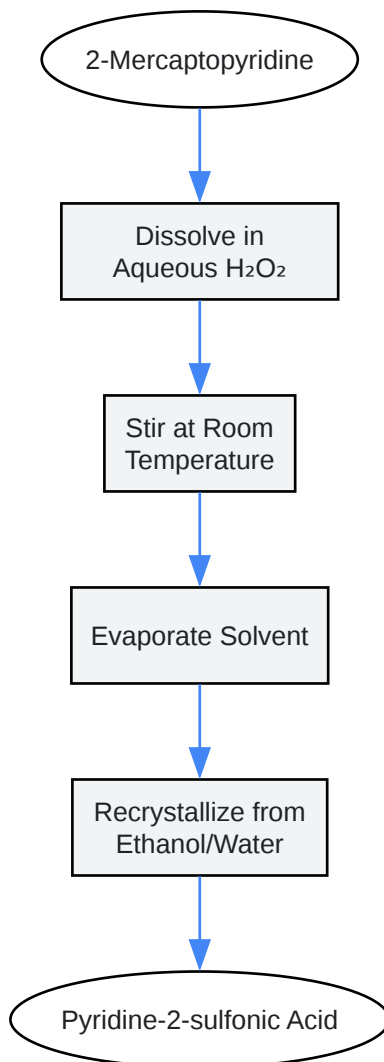 2-Mercaptopyridine
Dissolve in
Aqueous H₂O₂
Stir at Room
Temperature
Evaporate Solvent
Recrystallize from
Ethanol/Water
Pyridine-2-sulfonic Acid